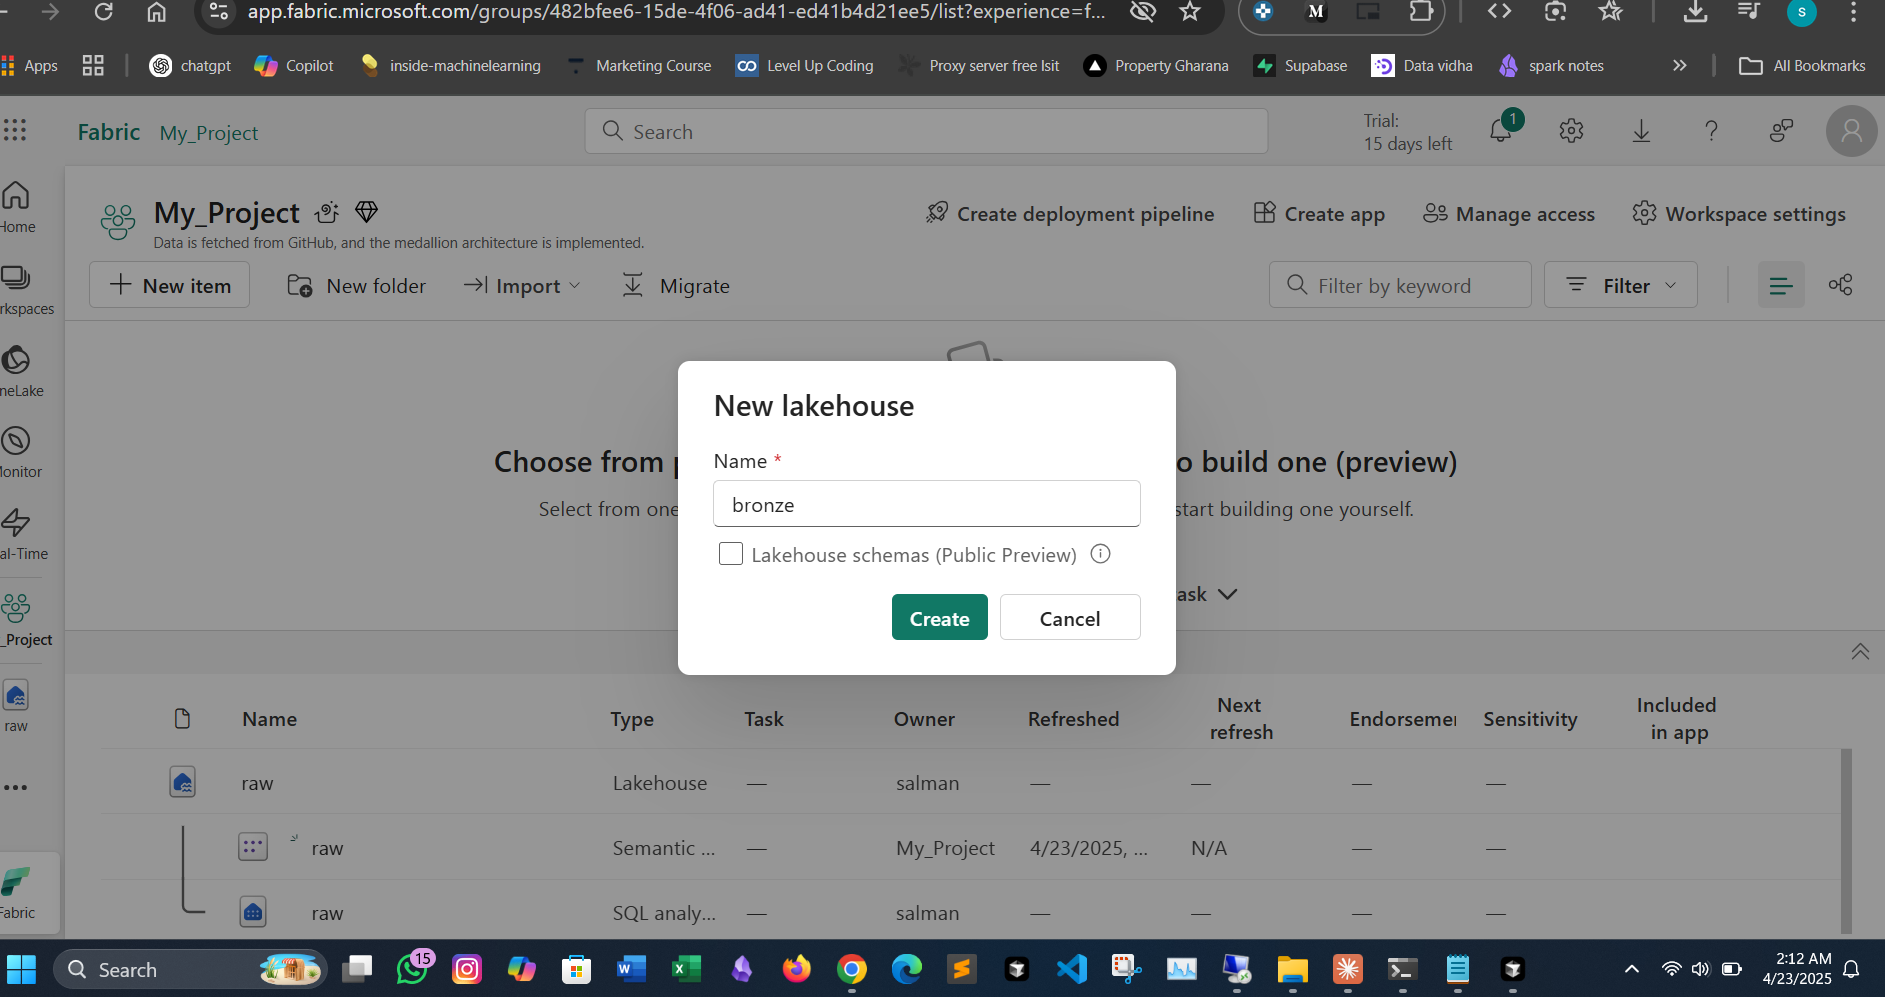 app.fabric.microsoft.com/groups/482bfee6-15de-4f06-ad41-ed41b4d21ee5/list?experience=f...
M
s
Apps
chatgpt
Copilot
inside-machinelearning
Marketing Course
Level Up Coding
Proxy server free lsit
Property Gharana
Supabase
Data vidha
spark notes
All Bookmarks
Fabric
My_Project
Search
Trial:
15 days left
1
Home
rkspaces
neLake
onitor
al-Time
_Project
raw
Fabric
My_Project
Data is fetched from GitHub, and the medallion architecture is implemented.
Create deployment pipeline
Create app
Manage access
Workspace settings
New item
New folder
Import
Migrate
Filter by keyword
Filter
Choose from p
o build one (preview)
Select from one
start building one yourself.
ask
New lakehouse
Name *
bronze
Lakehouse schemas (Public Preview)
Create
Cancel
Name
Type
Task
Owner
Refreshed
Next
refresh
Endorsemer
Sensitivity
Included
in app
raw
Lakehouse
—
salman
—
—
—
—
raw
Semantic ...
—
My_Project
4/23/2025, ...
N/A
—
—
raw
SQL analy...
—
salman
—
—
—
—
Search
15
2:12 AM
4/23/2025